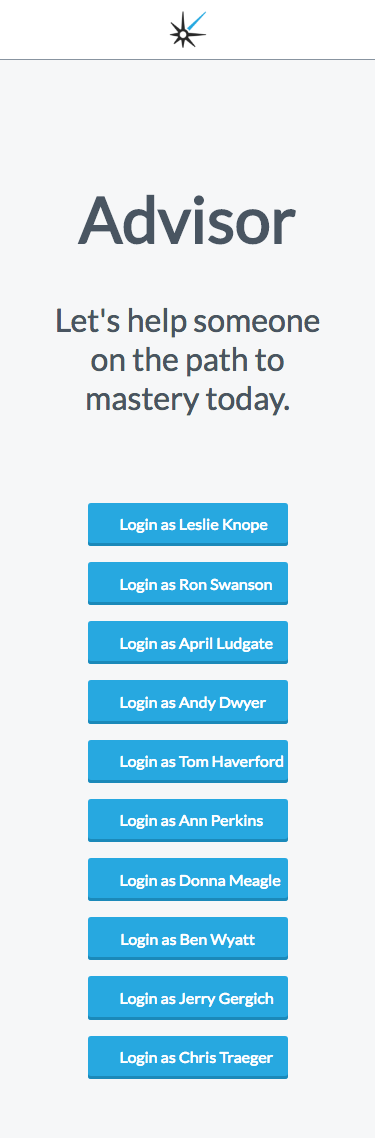 Advisor
Let's help someone
on the path to
mastery today.
Login as Leslie Knope
Login as Ron Swanson
Login as April Ludgate
Login as Andy Dwyer
Login as Tom Haverford
Login as Ann Perkins
Login as Donna Meagle
Login as Ben Wyatt
Login as Jerry Gergich
Login as Chris Traeger